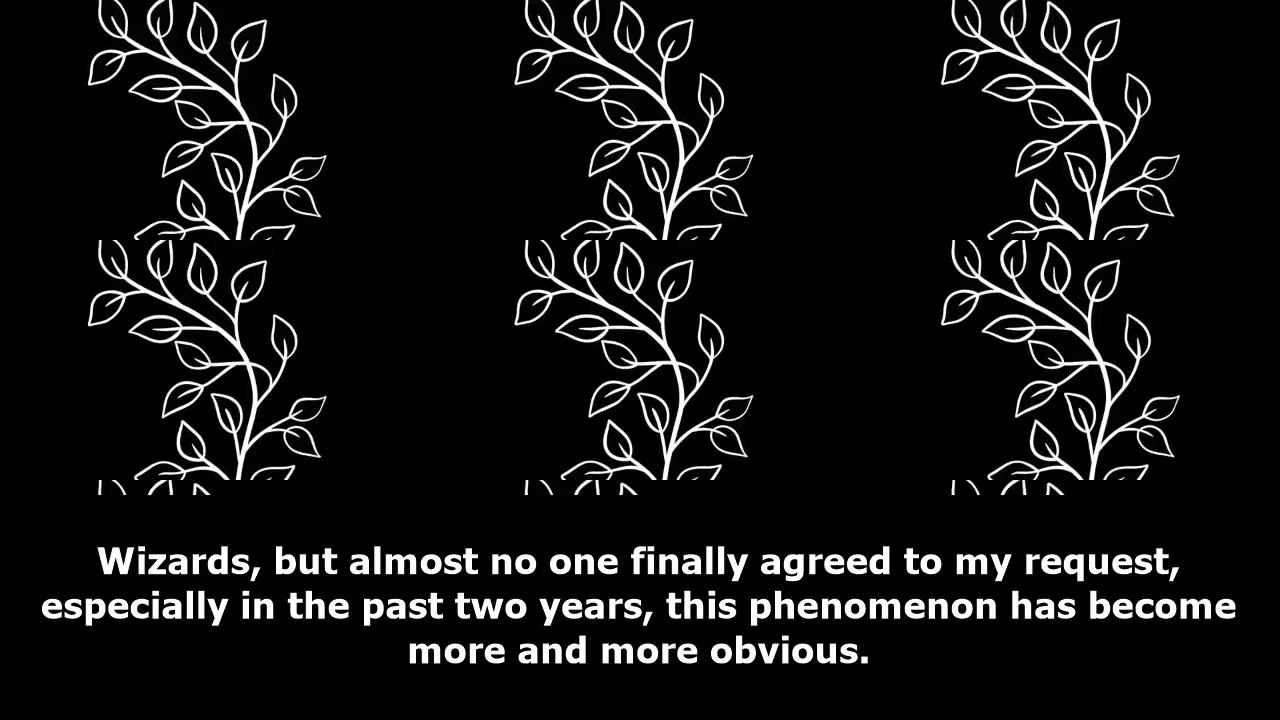 Wizards, but almost no one finally agreed to my request,
especially in the past two years, this phenomenon has become
more and more obvious.